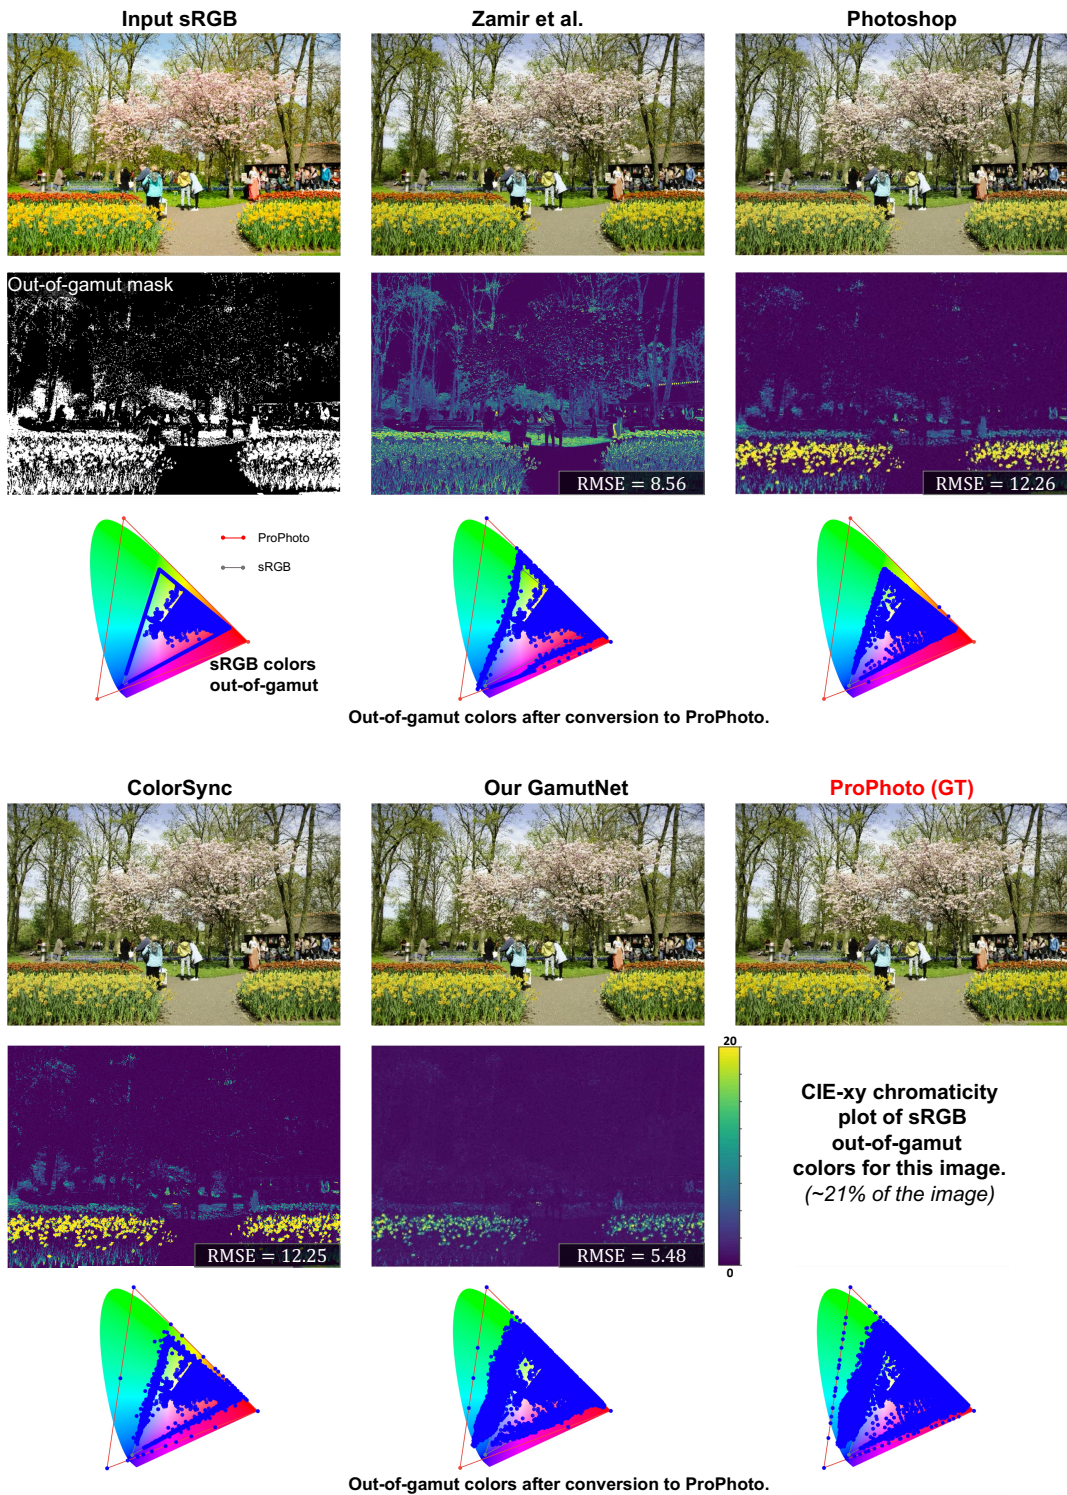 Input sRGB
Zamir et al.
Photoshop
Out-of-gamut mask
RMSE = 8.56
RMSE = 12.26
ProPhoto
sRGB
sRGB colors
out-of-gamut
Out-of-gamut colors after conversion to ProPhoto.
ColorSync
Our GamutNet
ProPhoto (GT)
RMSE = 12.25
RMSE = 5.48
20
0
CIE-xy chromaticity
plot of sRGB
out-of-gamut
colors for this image.
(~21% of the image)
Out-of-gamut colors after conversion to ProPhoto.